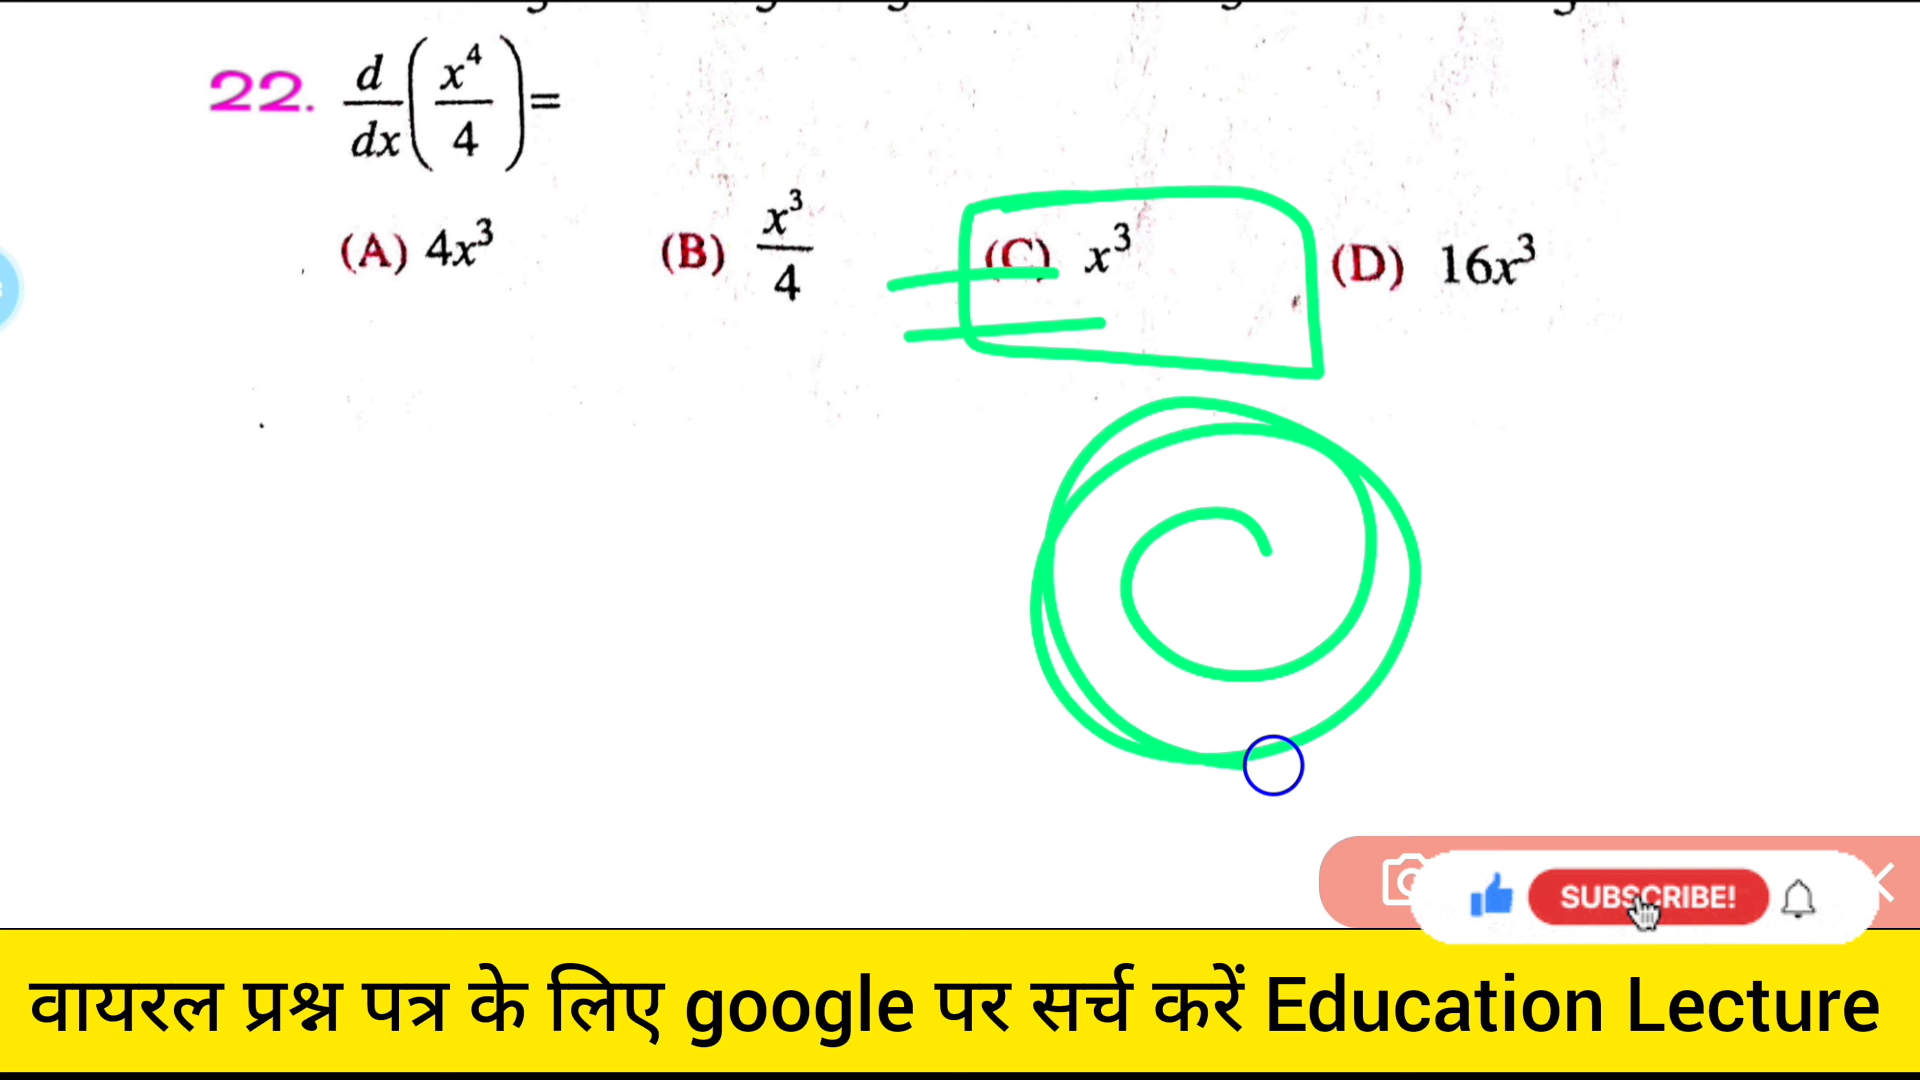 22. d/dx (x⁴/4) =
(A) 4x³ (B) x³/4 (C) x³ (D) 16x³
SUBSCRIBE!
वायरल प्रश्न पत्र के लिए google पर सर्च करें Education Lecture